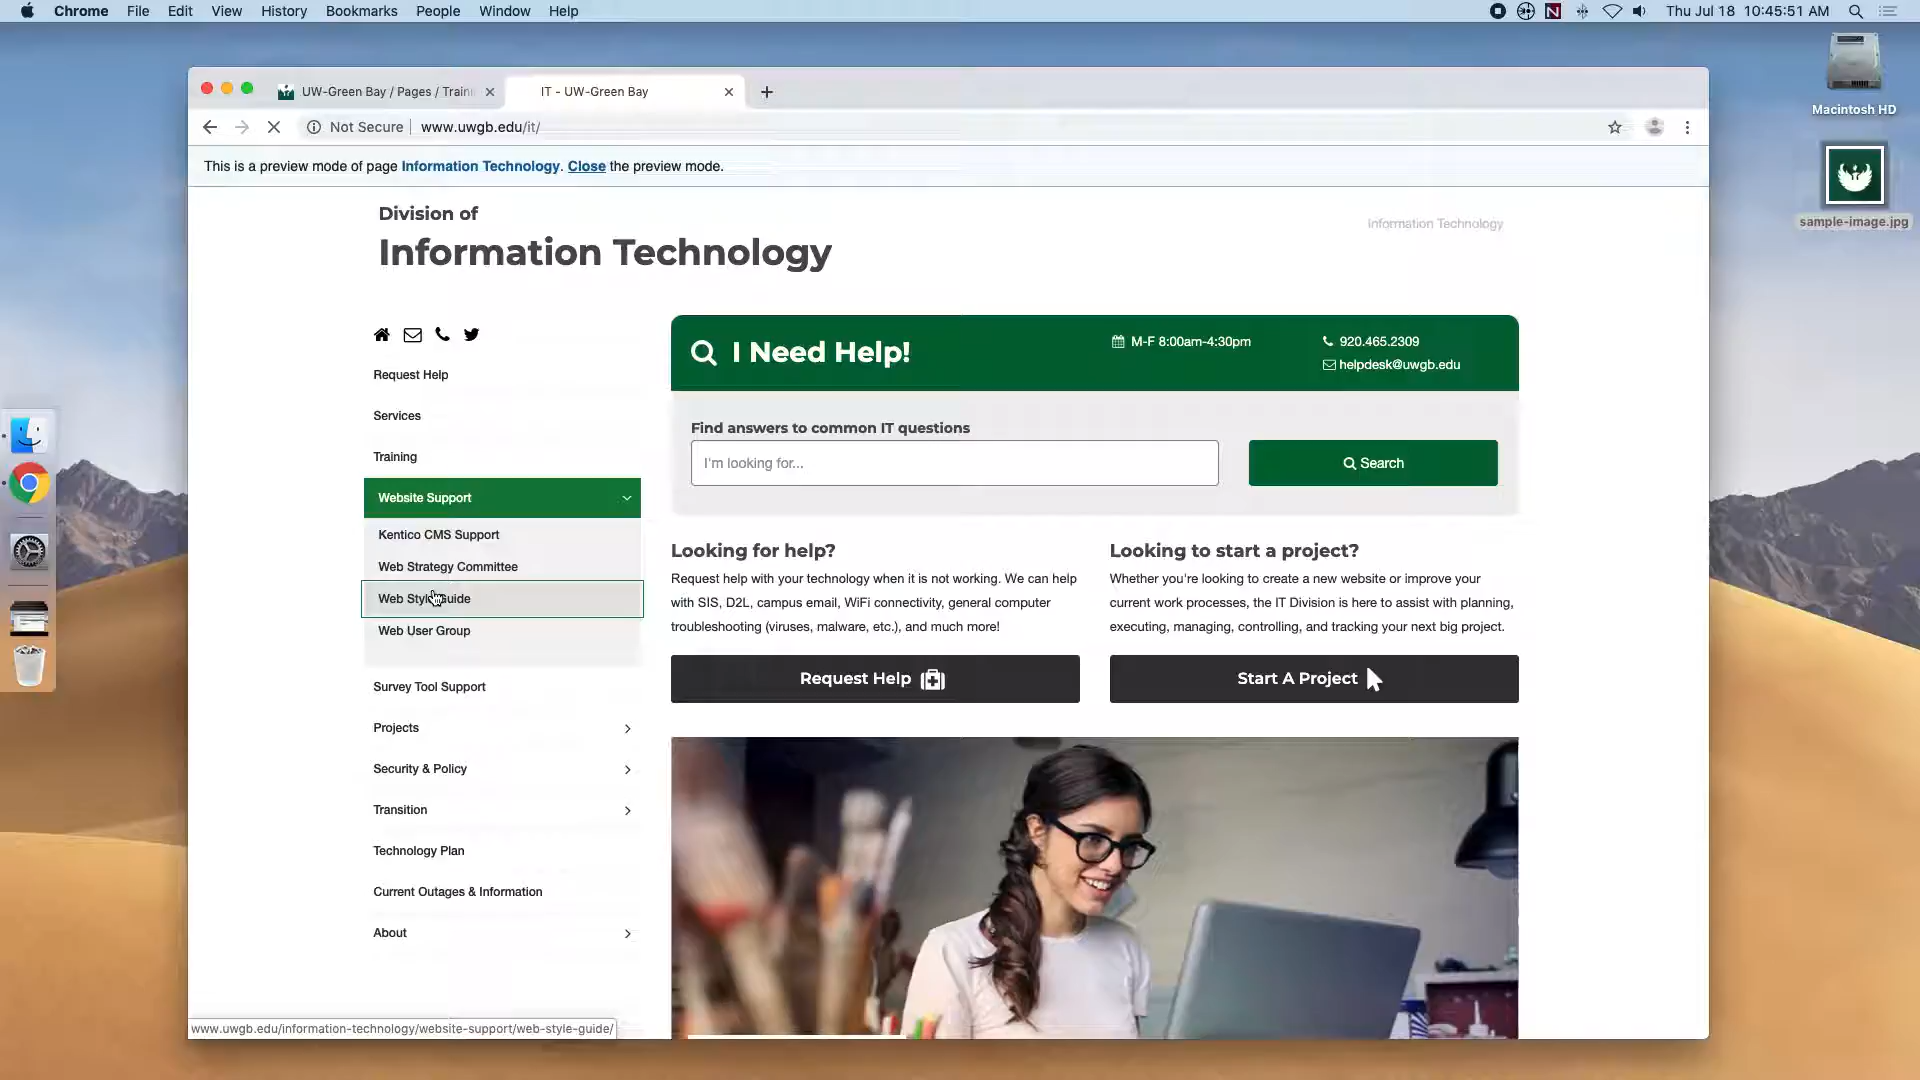 Chrome File Edit View History Bookmarks People Window Help
Thu Jul 18 10:45:51 AM
Macintosh HD
sample-image.jpg
UW-Green Bay / Pages / Traini
IT - UW-Green Bay
Not Secure www.uwgb.edu/it/
This is a preview mode of page Information Technology. Close the preview mode.
Division of
Information Technology
Information Technology
Request Help
Services
Training
Website Support
Kentico CMS Support
Web Strategy Committee
Web Style Guide
Web User Group
Survey Tool Support
Projects
Security & Policy
Transition
Technology Plan
Current Outages & Information
About
I Need Help!
M-F 8:00am-4:30pm
920.465.2309
helpdesk@uwgb.edu
Find answers to common IT questions
I'm looking for...
Search
Looking for help?
Request help with your technology when it is not working. We can help
with SIS, D2L, campus email, WiFi connectivity, general computer
troubleshooting (viruses, malware, etc.), and much more!
Request Help
Looking to start a project?
Whether you're looking to create a new website or improve your
current work processes, the IT Division is here to assist with planning,
executing, managing, controlling, and tracking your next big project.
Start A Project
www.uwgb.edu/information-technology/website-support/web-style-guide/